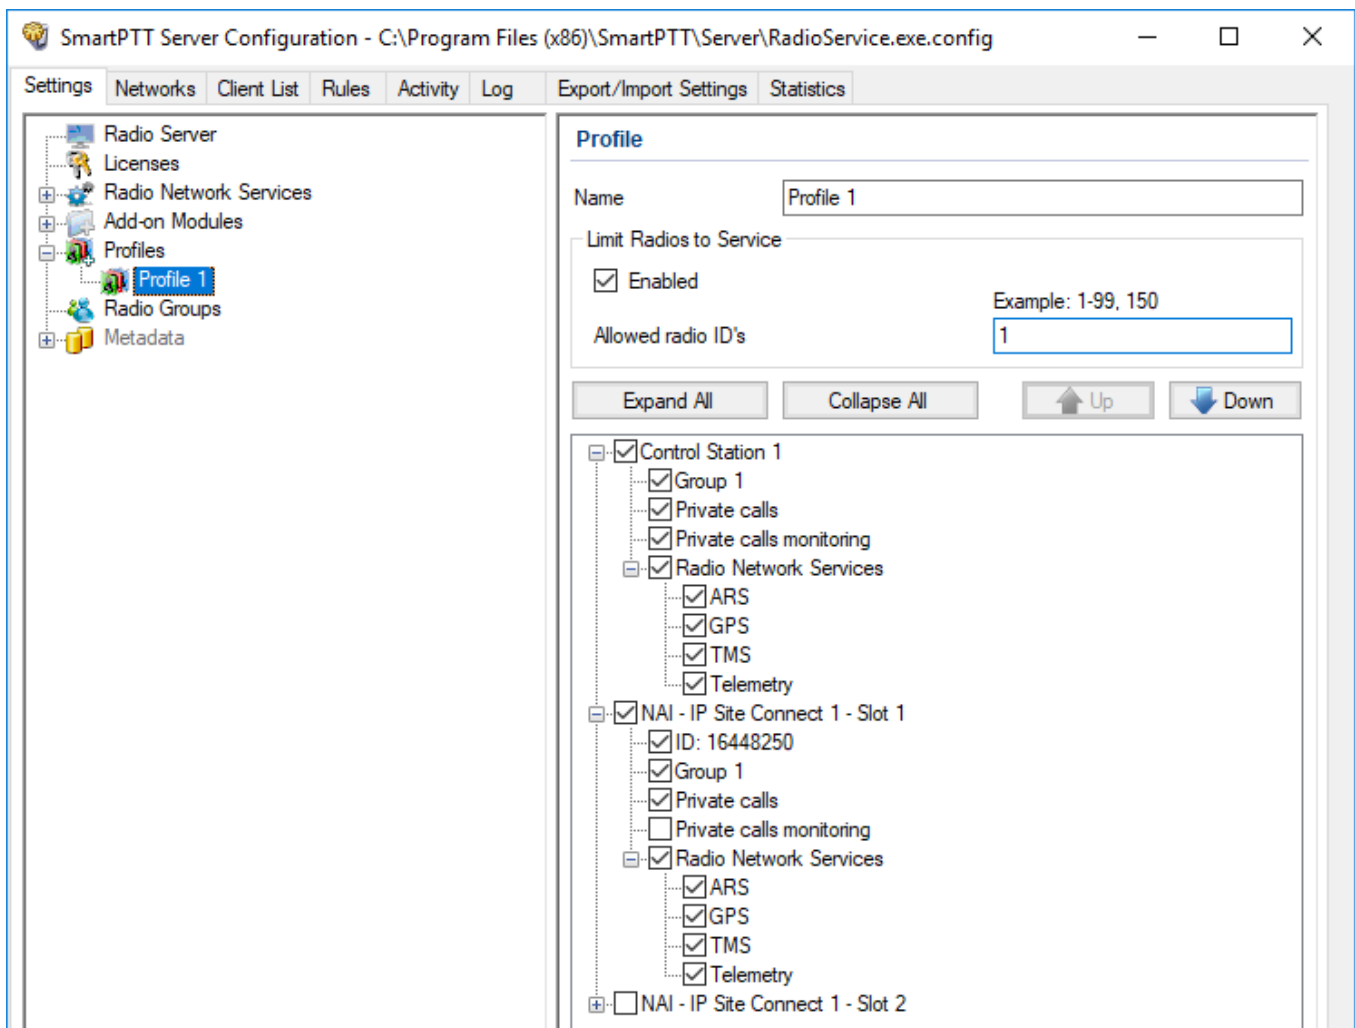 SmartPTT Server Configuration - C:\Program Files (x86)\SmartPTT\Server\RadioService.exe.config
Settings Networks Client List Rules Activity Log Export/Import Settings Statistics
Radio Server
Licenses
Radio Network Services
Add-on Modules
Profiles
Profile 1
Radio Groups
Metadata
Profile
Name Profile 1
Limit Radios to Service
Enabled
Example: 1-99, 150
Allowed radio ID's 1
Expand All Collapse All Up Down
Control Station 1
Group 1
Private calls
Private calls monitoring
Radio Network Services
ARS
GPS
TMS
Telemetry
NAI - IP Site Connect 1 - Slot 1
ID: 16448250
Group 1
Private calls
Private calls monitoring
Radio Network Services
ARS
GPS
TMS
Telemetry
NAI - IP Site Connect 1 - Slot 2